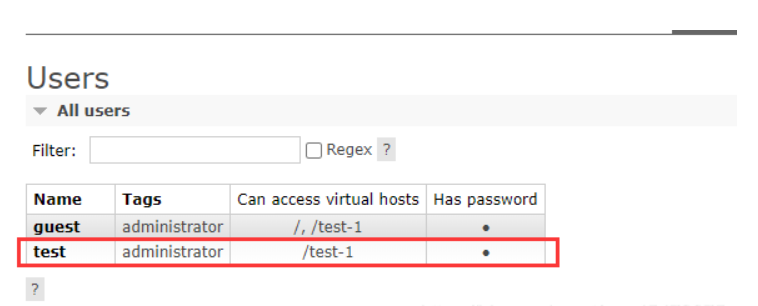 Users
All users
Filter: Regex ?
Name Tags Can access virtual hosts Has password
guest administrator /, /test-1 •
test administrator /test-1 •
?